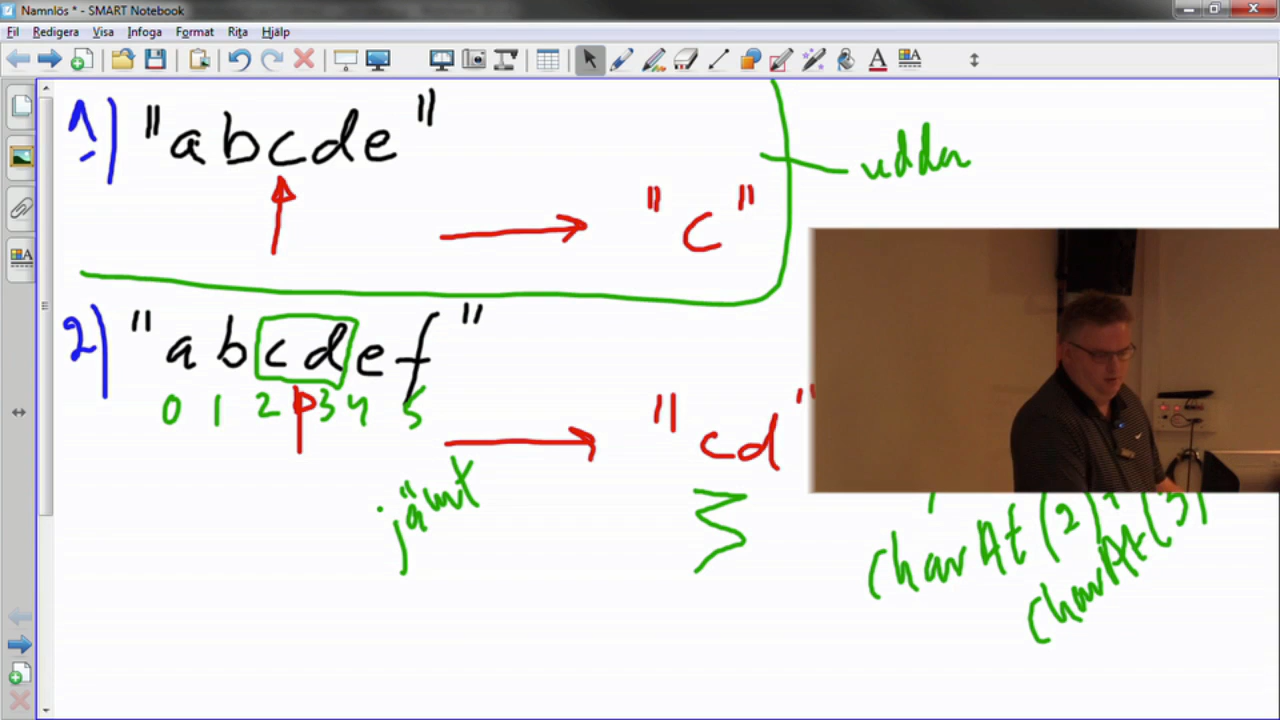 Namnlös * - SMART Notebook
Fil Redigera Visa Infoga Format Rita Hjälp
1) "abcde"
udda
"c"
2) "abcdef"
0 1 2 3 4 5
"cd"
jämt
charAt(2)+
charAt(3)